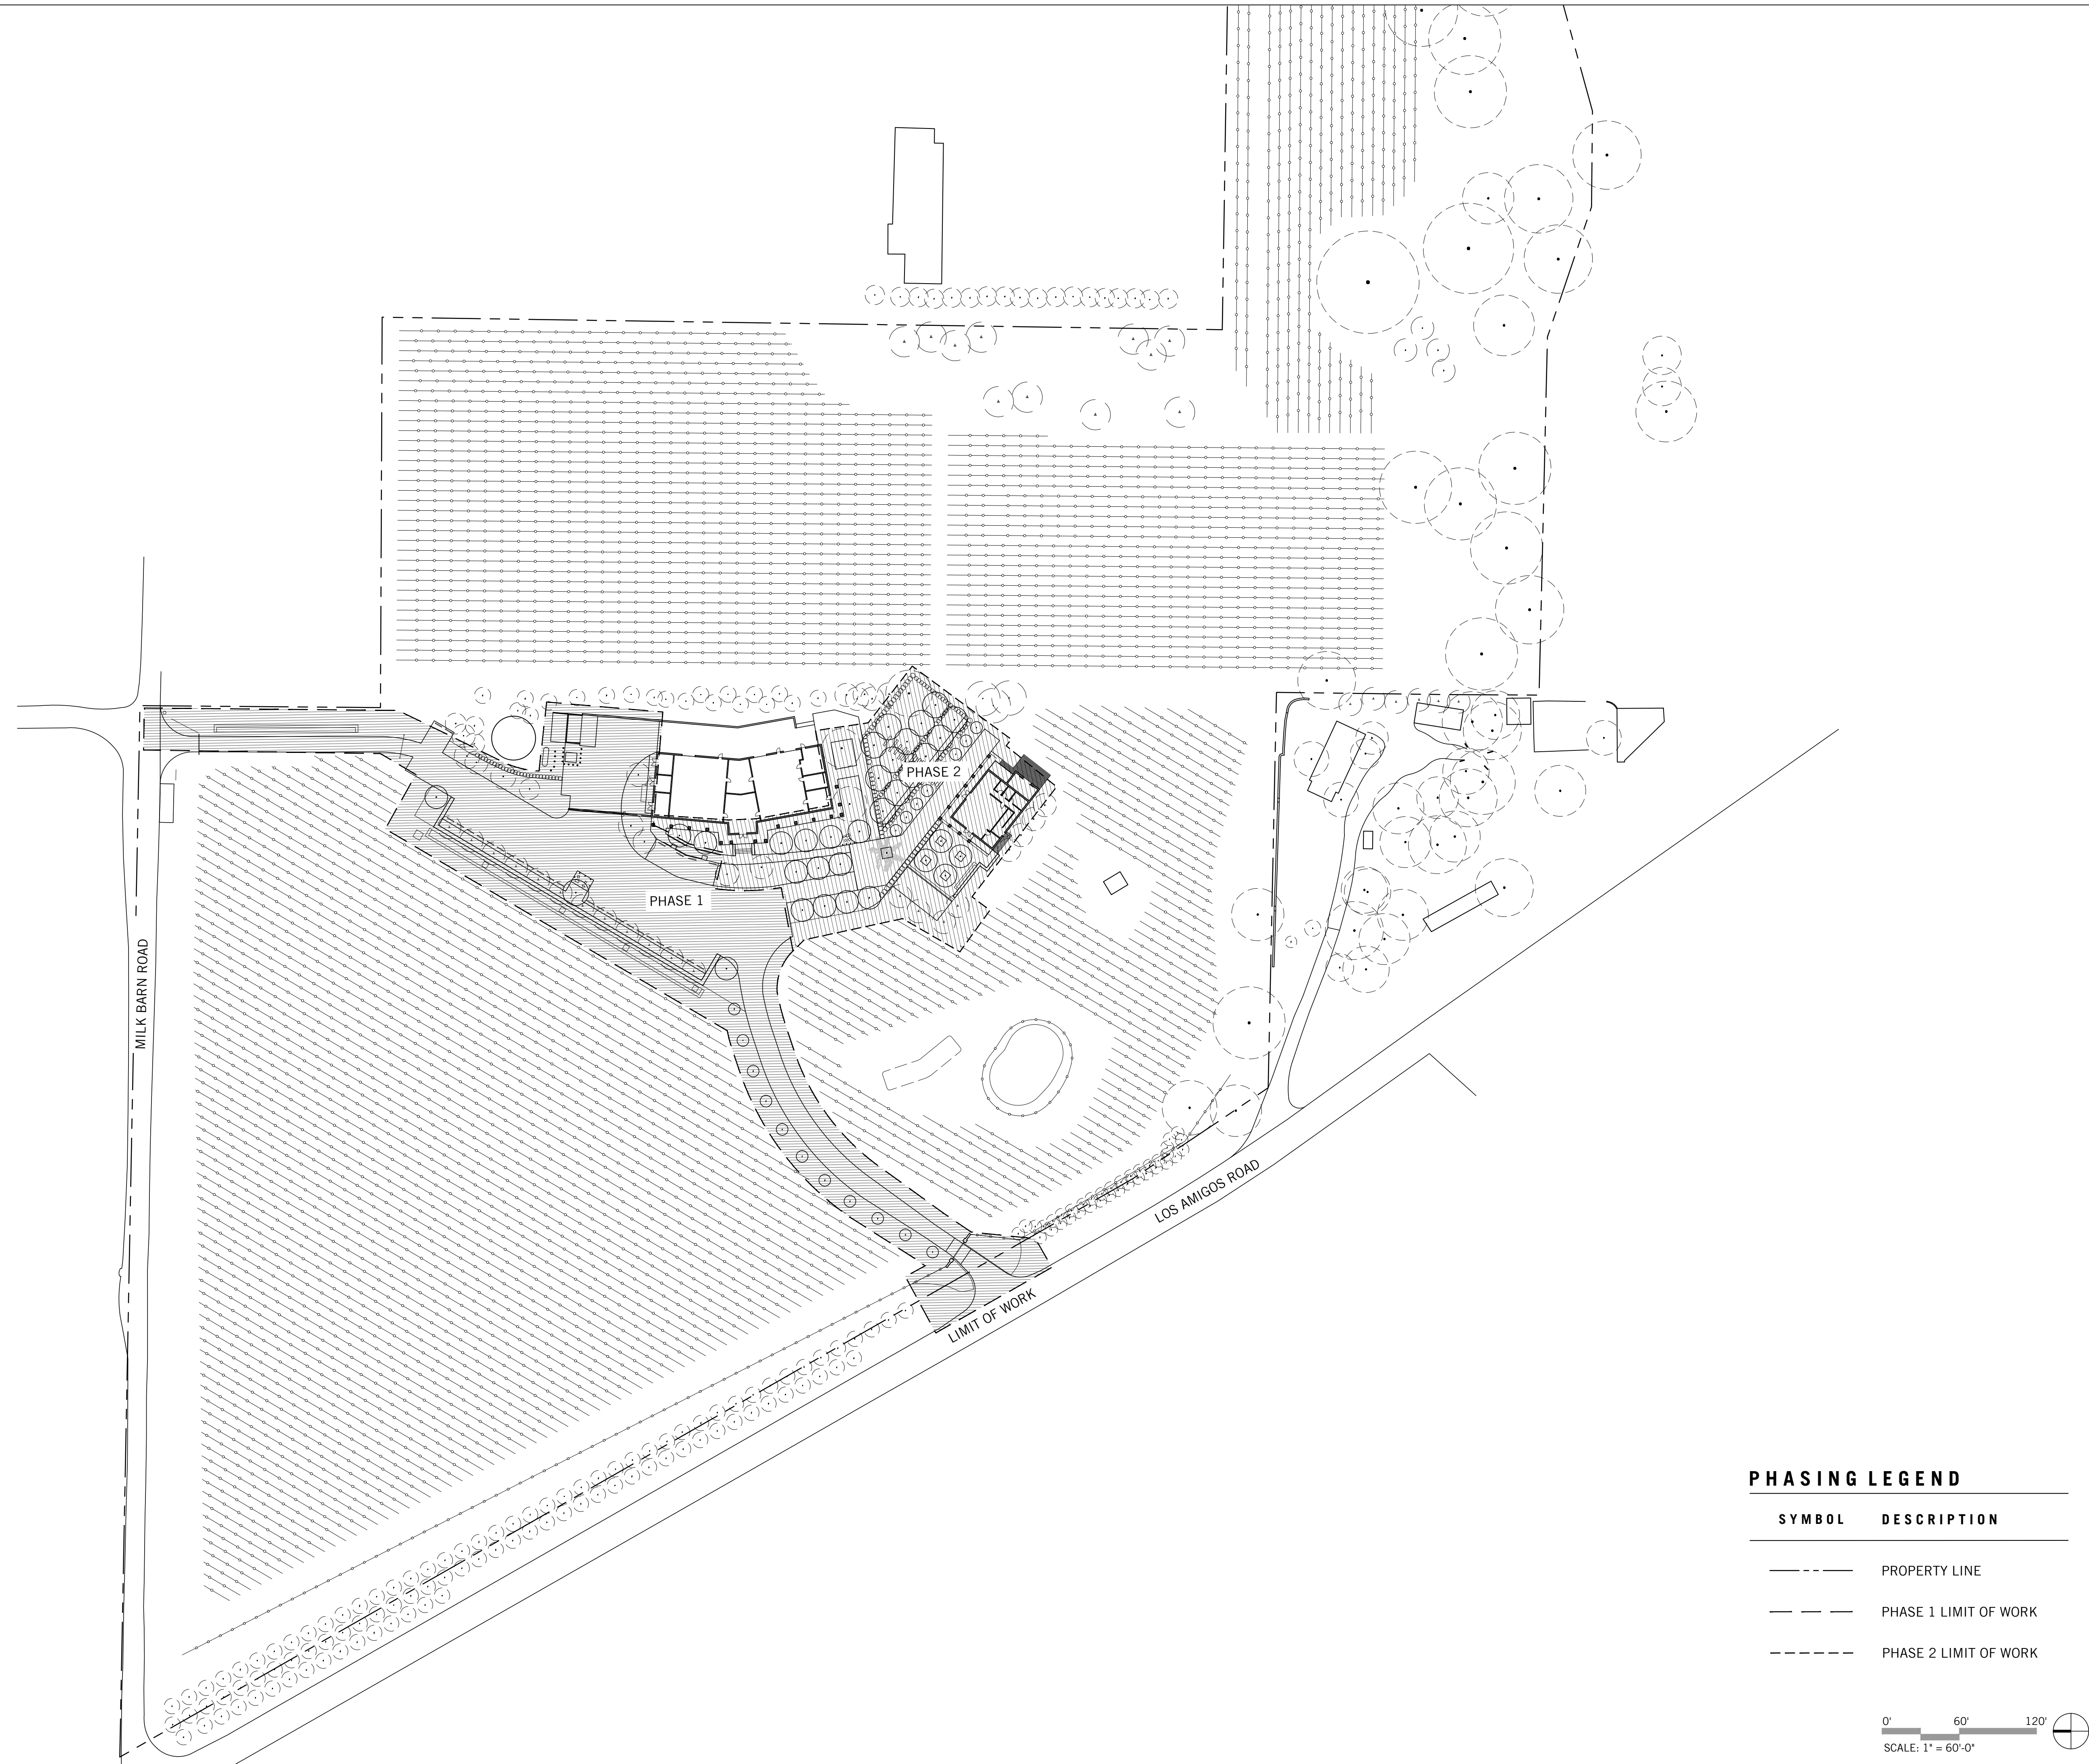 PHASE 2
PHASE 1
MILK BARN ROAD
LOS AMIGOS ROAD
LIMIT OF WORK
PHASING LEGEND
SYMBOL DESCRIPTION
PROPERTY LINE
PHASE 1 LIMIT OF WORK
PHASE 2 LIMIT OF WORK
0' 60' 120'
SCALE: 1" = 60'-0"